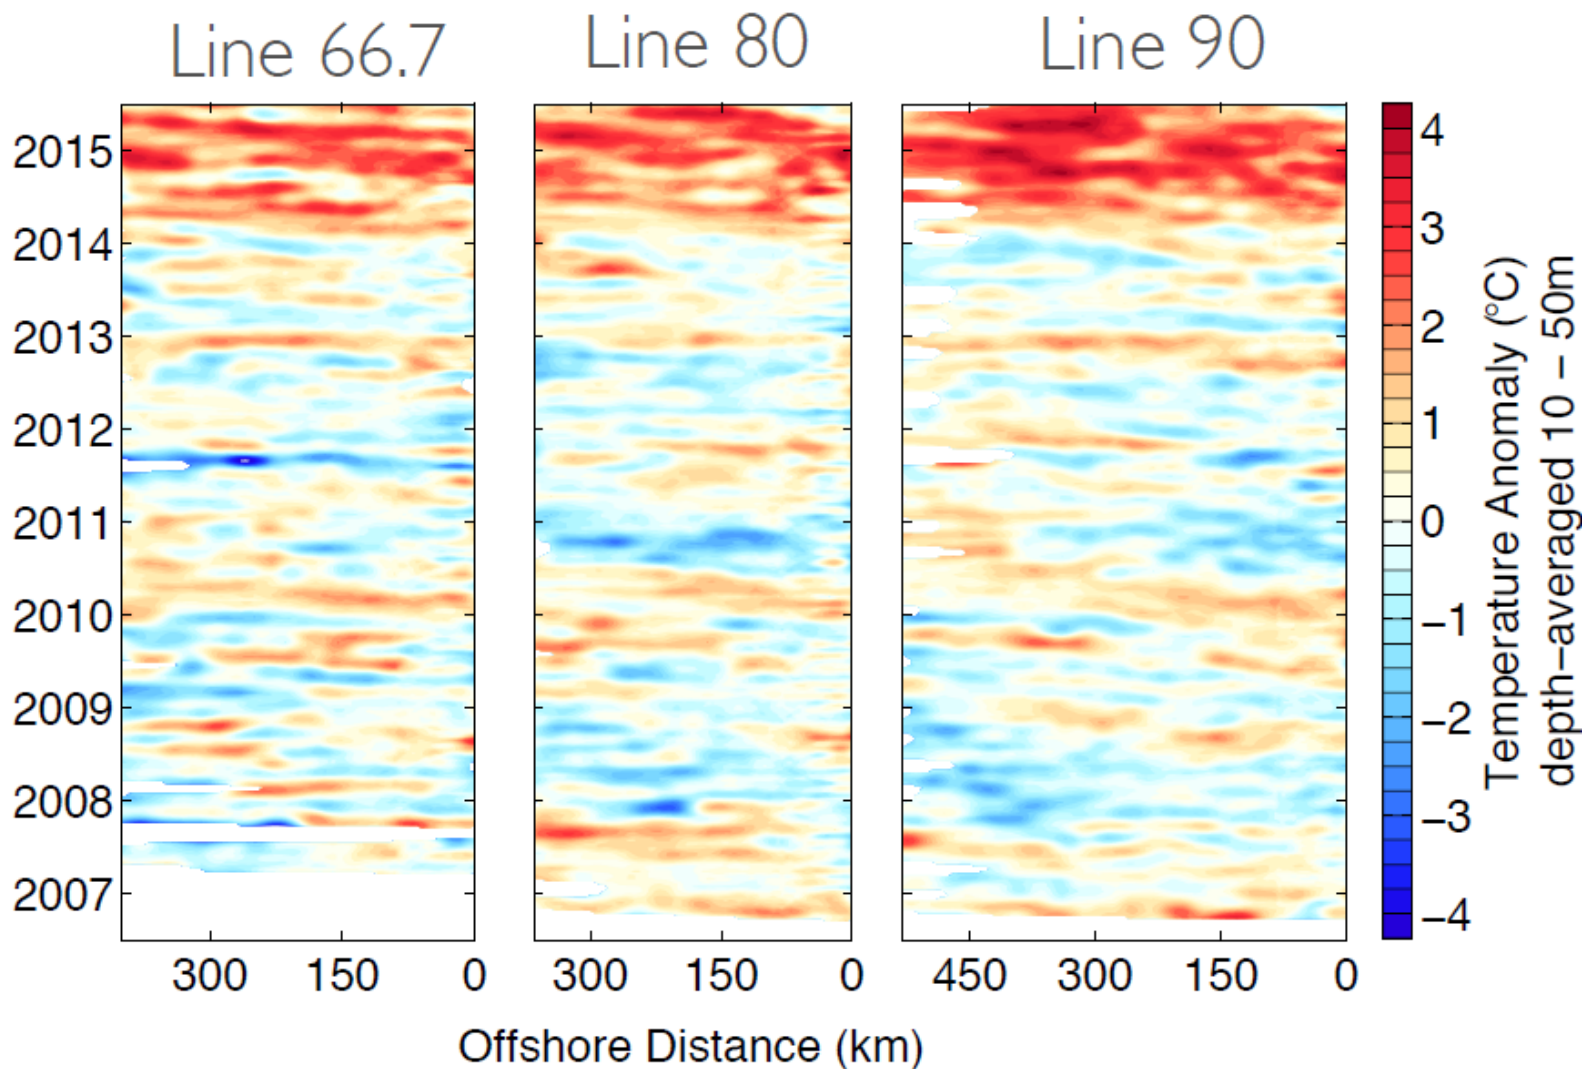 Line 66.7
Line 80
Line 90
2015
2014
2013
2012
2011
2010
2009
2008
2007
300 150 0
300 150 0
450 300 150 0
Offshore Distance (km)
4
3
2
1
0
−1
−2
−3
−4
Temperature Anomaly (°C)
depth−averaged 10 − 50m